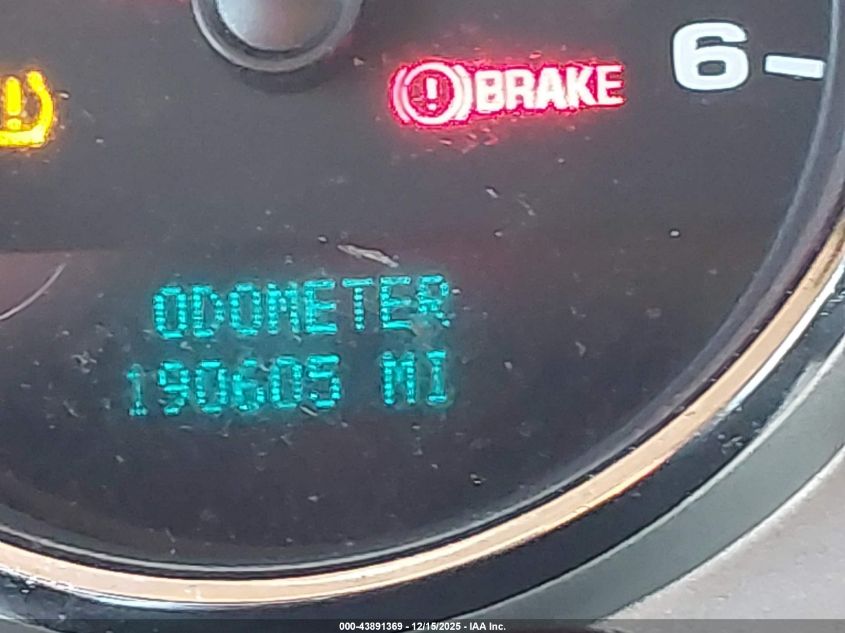 6
BRAKE
ODOMETER
190605 MI
000-43891369 - 12/15/2025 - IAA Inc.